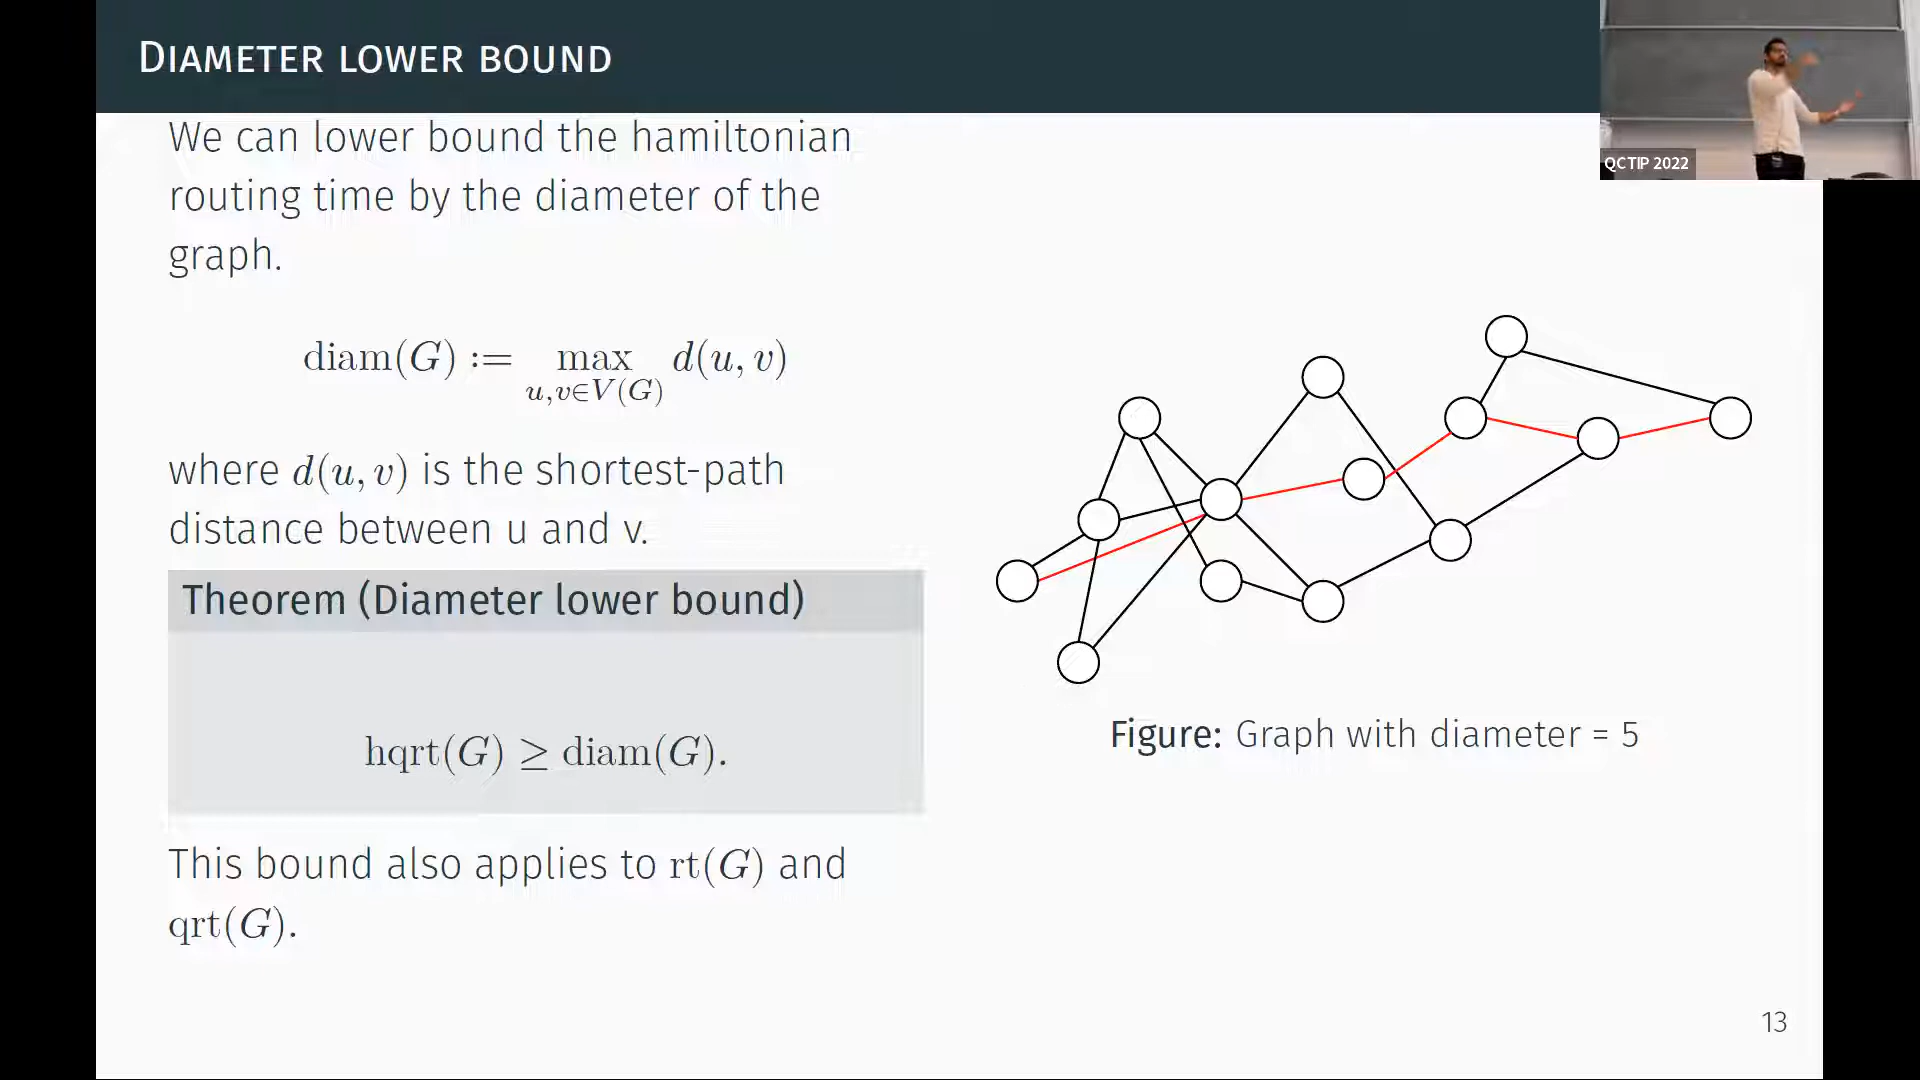 DIAMETER LOWER BOUND
QCTIP 2022
We can lower bound the hamiltonian
routing time by the diameter of the
graph.
diam(G) := max d(u, v)
u,v∈V(G)
where d(u, v) is the shortest-path
distance between u and v.
Theorem (Diameter lower bound)
hqrt(G) ≥ diam(G).
This bound also applies to rt(G) and
qrt(G).
Figure: Graph with diameter = 5
13